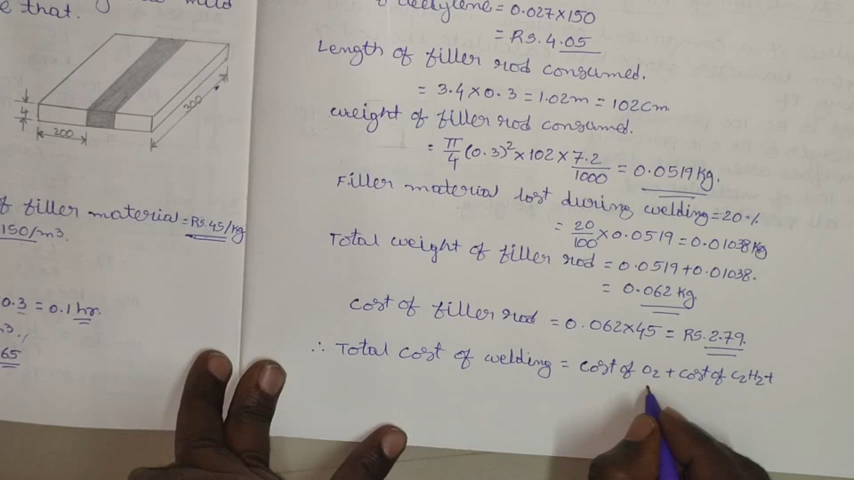 mild
e that.
4
200
300
f filler material = Rs.45/kg
150/m3.
0.3 = 0.1 hr.
m3./
65
acetylene = 0.027 x 150
= Rs.4.05
Length of filler rod consumed.
= 3.4 x 0.3 = 1.02m = 102cm
weight of filler rod consumed.
= π/4 (0.3)² x 102 x 7.2/1000 = 0.0519 kg.
Filler material lost during welding = 20%
= 20/100 x 0.0519 = 0.01038 kg
Total weight of filler rod = 0.0519 + 0.01038.
= 0.062 kg.
Cost of filler rod = 0.062 x 45 = Rs.2.79.
∴ Total cost of welding = cost of O2 + cost of C2H2 +